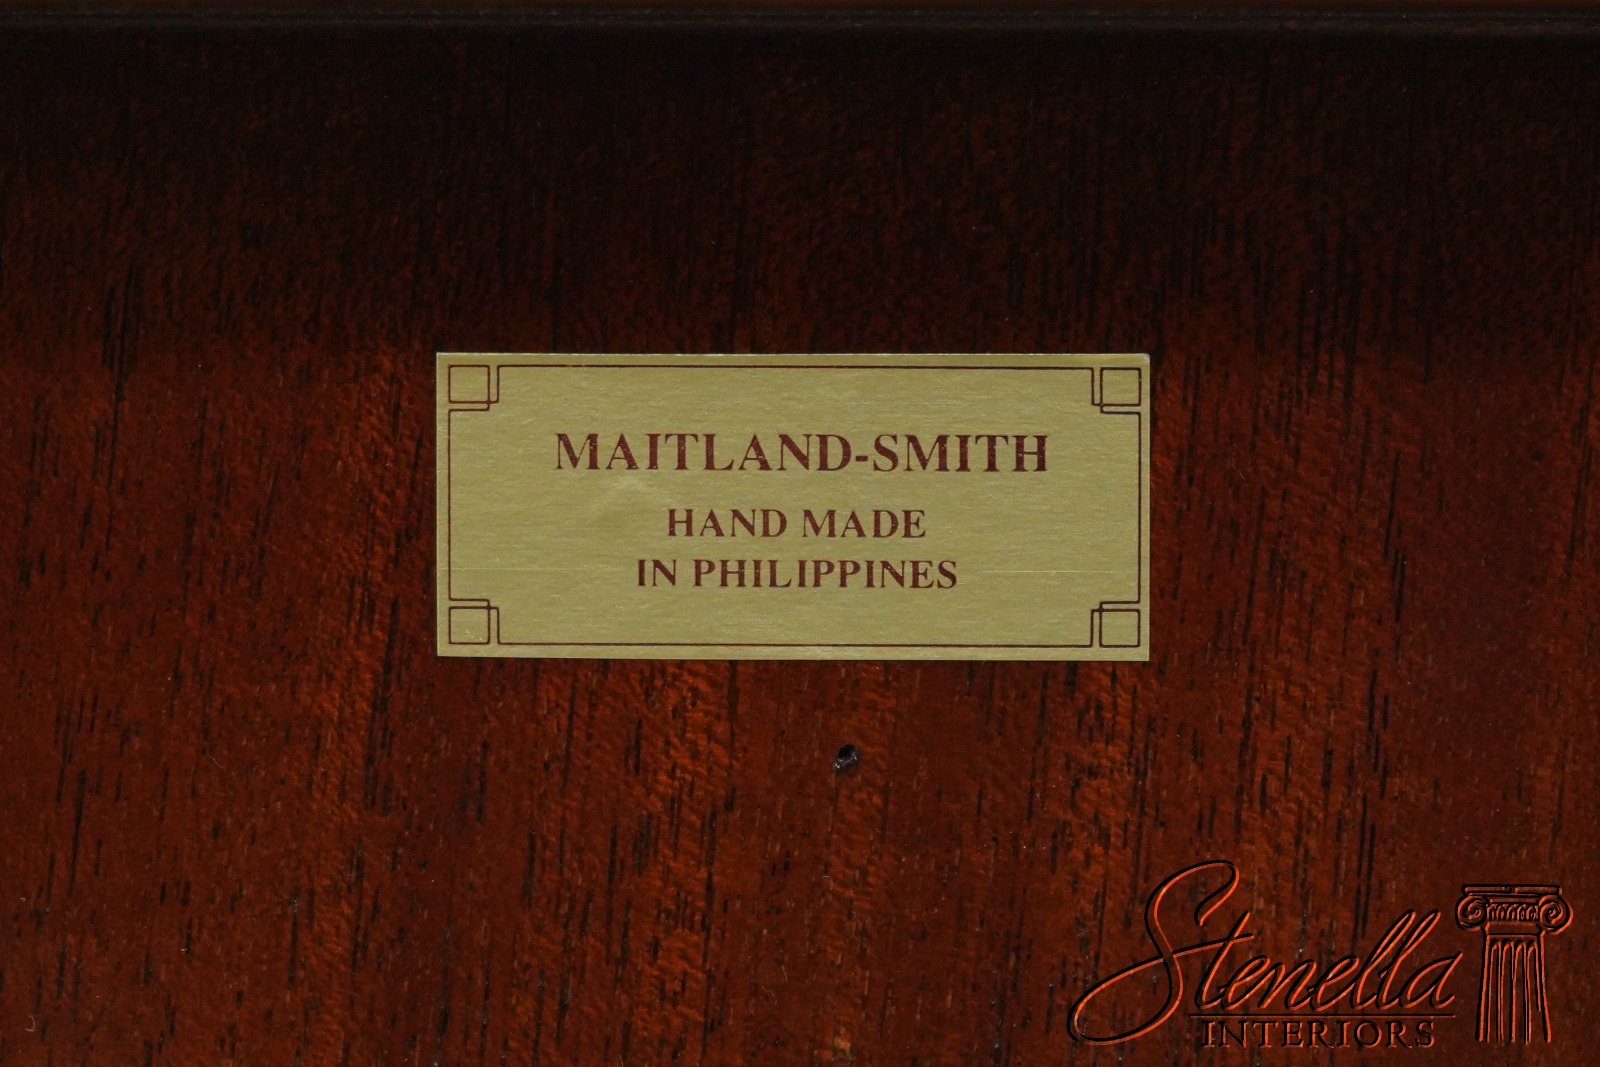 MAITLAND-SMITH
HAND MADE
IN PHILIPPINES
Stenella
INTERIORS